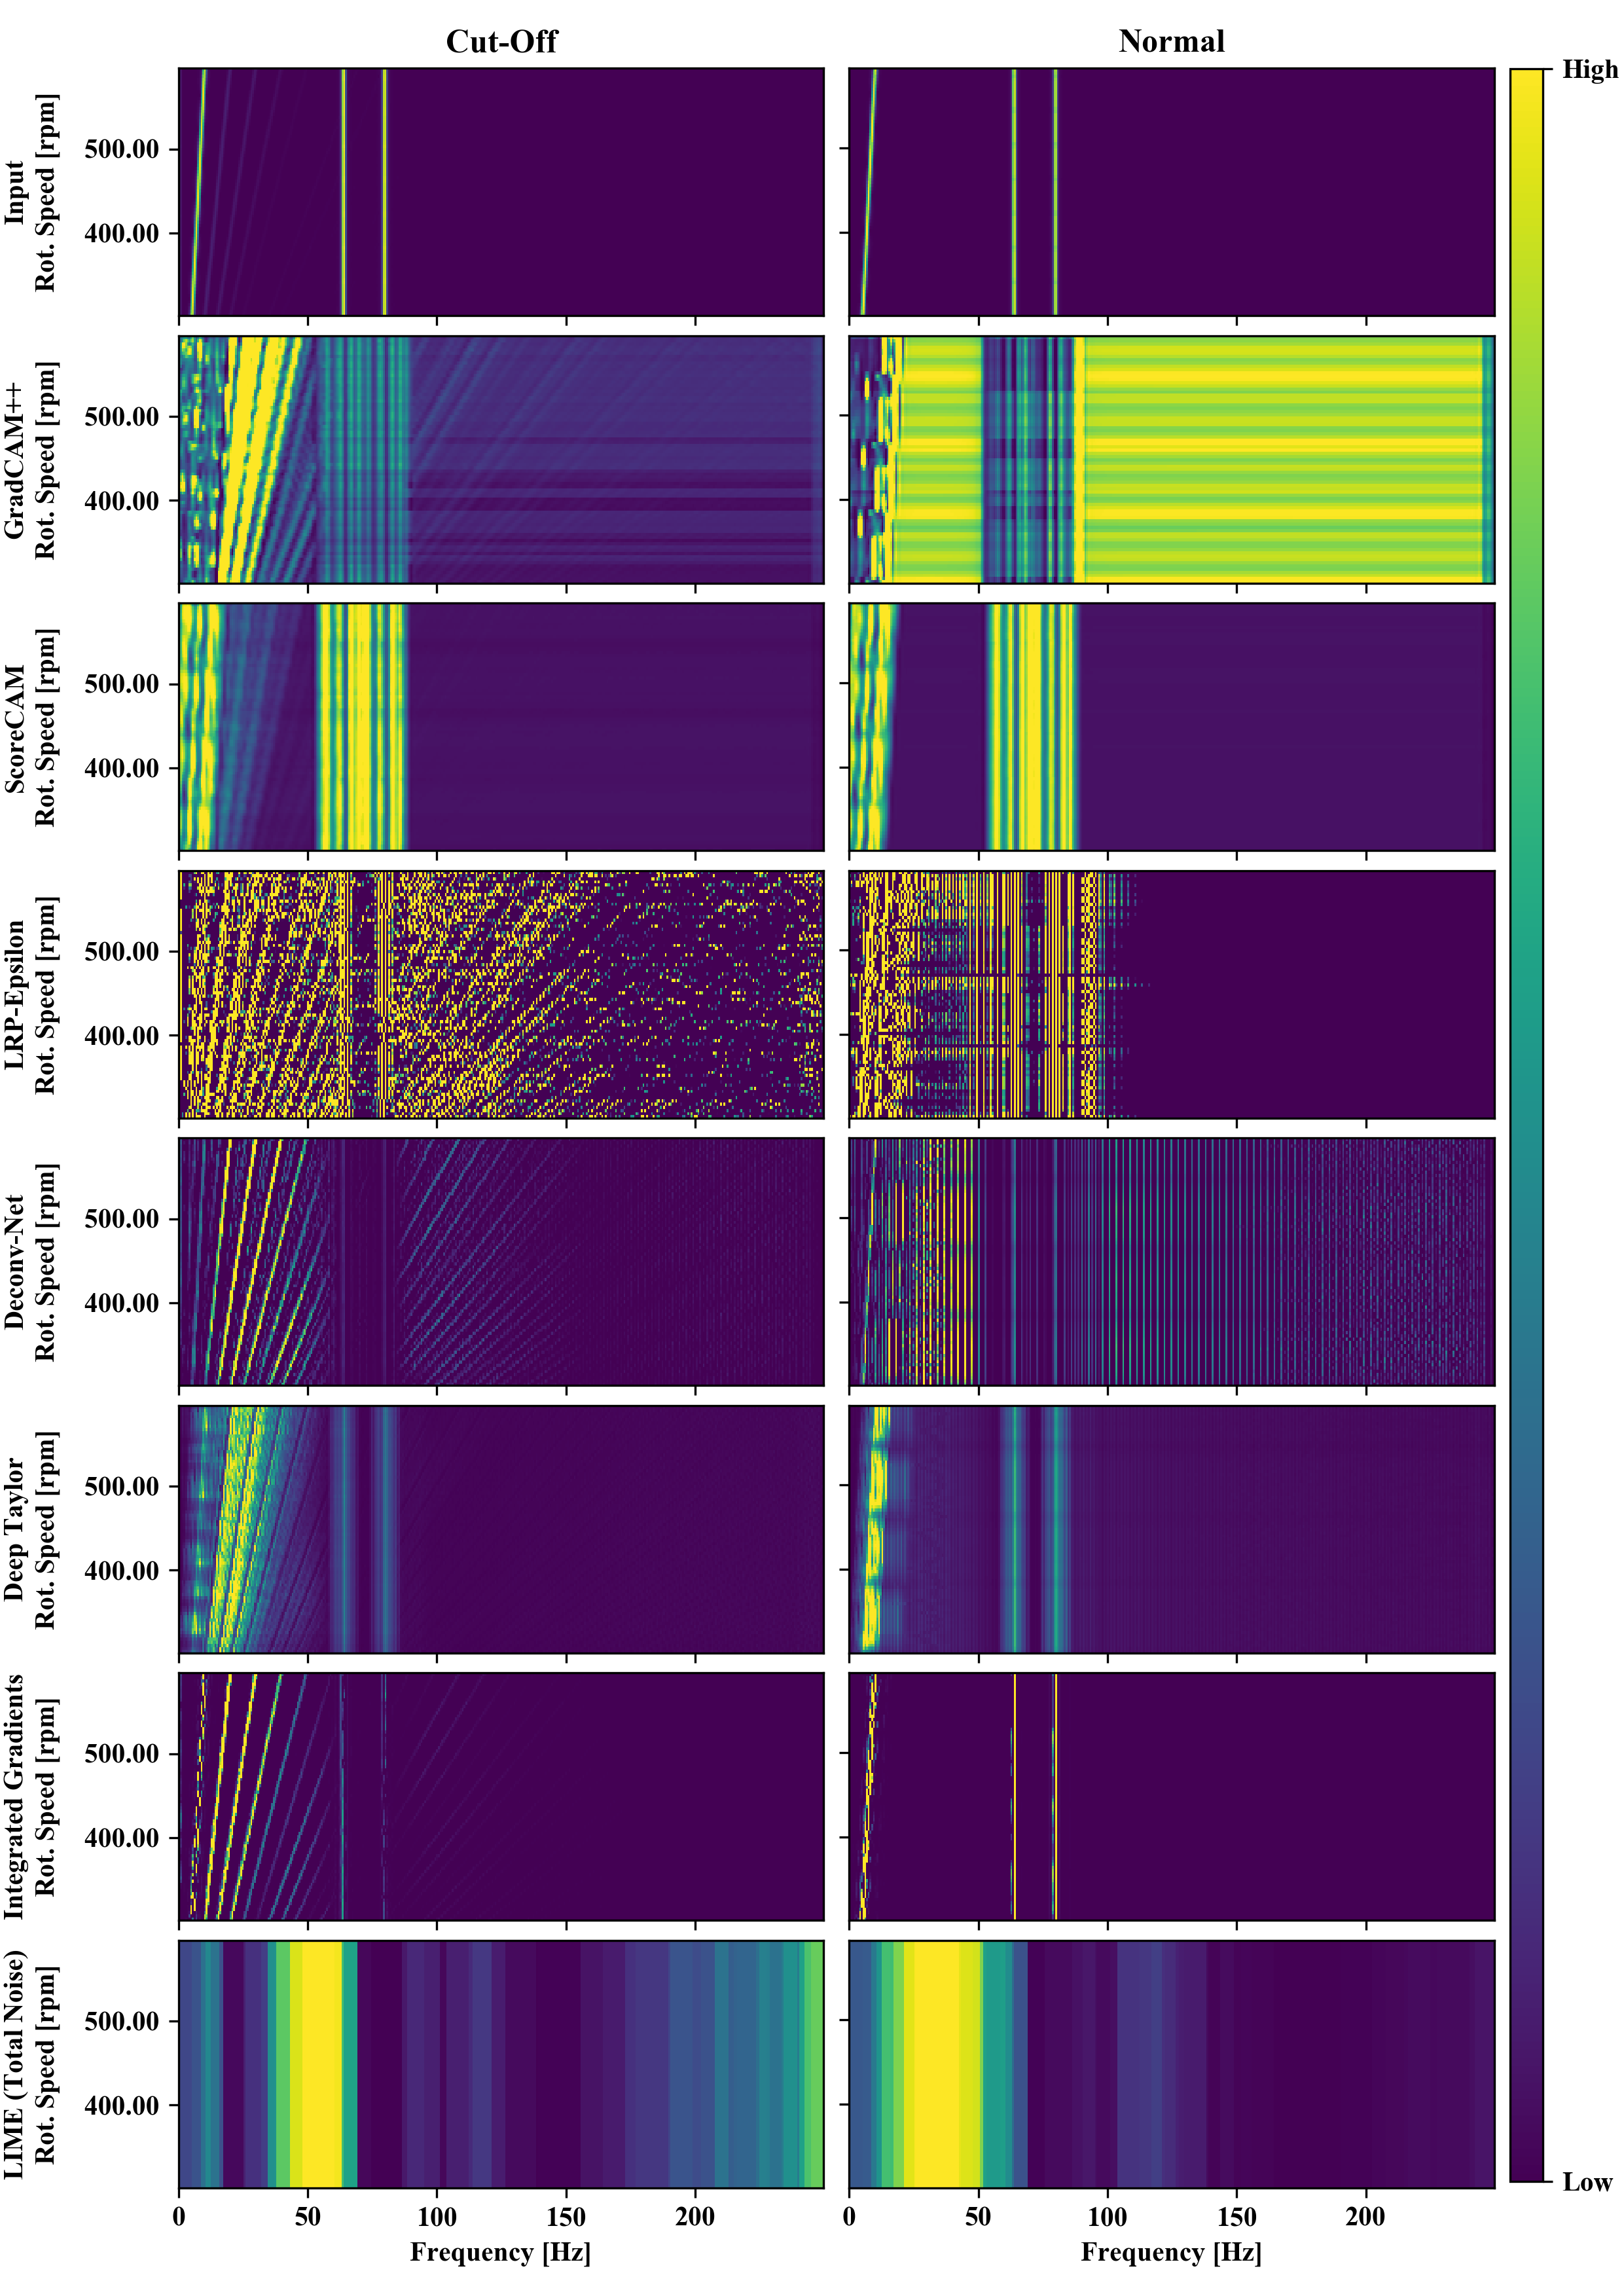 Cut-Off
Normal
High
Input
Rot. Speed [rpm]
500.00
400.00
GradCAM++
Rot. Speed [rpm]
500.00
400.00
ScoreCAM
Rot. Speed [rpm]
500.00
400.00
LRP-Epsilon
Rot. Speed [rpm]
500.00
400.00
Deconv-Net
Rot. Speed [rpm]
500.00
400.00
Deep Taylor
Rot. Speed [rpm]
500.00
400.00
Integrated Gradients
Rot. Speed [rpm]
500.00
400.00
LIME (Total Noise)
Rot. Speed [rpm]
500.00
400.00
Low
0 50 100 150 200
0 50 100 150 200
Frequency [Hz]
Frequency [Hz]